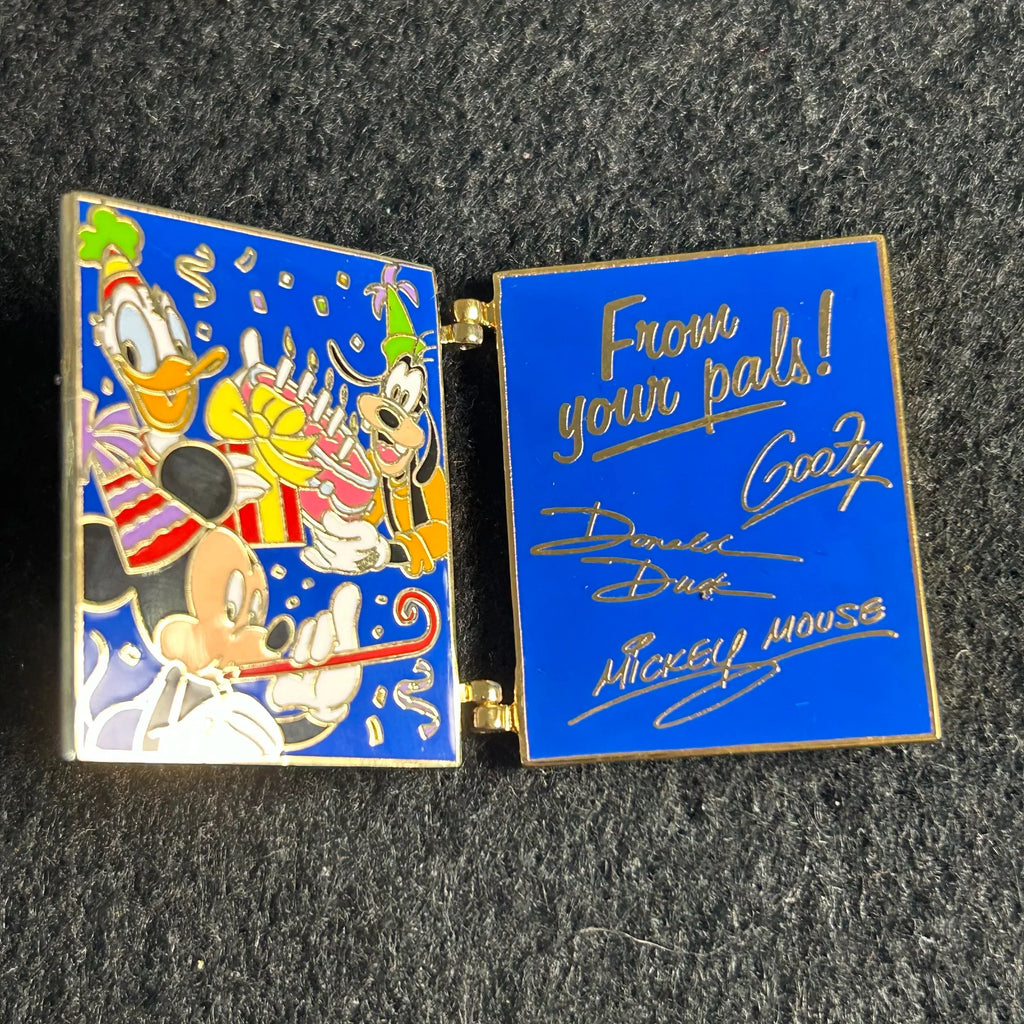 From
your pals!
Goofy
Donald
Duck
MICKEY MOUSE